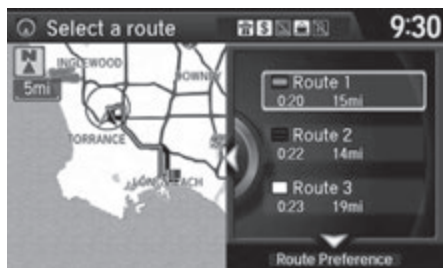 Select a route
9:30
N
5mi
INGLEWOOD
DOWNEY
TORRANCE
LONG BEACH
Route 1
0:20 15mi
Route 2
0:22 14mi
Route 3
0:23 19mi
Route Preference